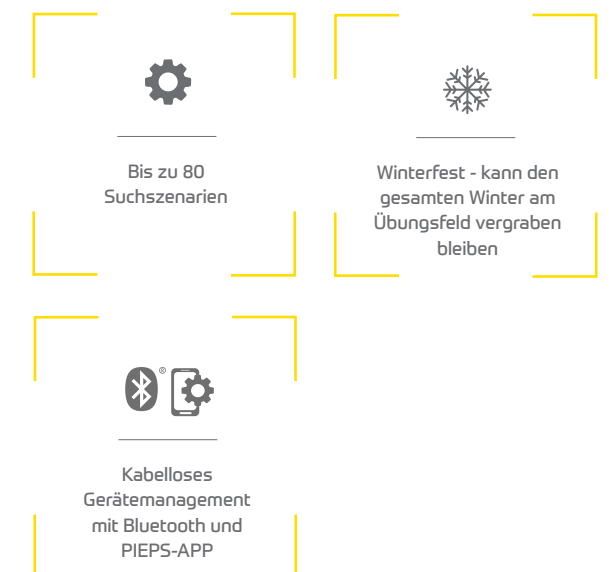 Bis zu 80
Suchszenarien
Winterfest - kann den
gesamten Winter am
Übungsfeld vergraben
bleiben
®
Kabelloses
Gerätemanagement
mit Bluetooth und
PIEPS-APP